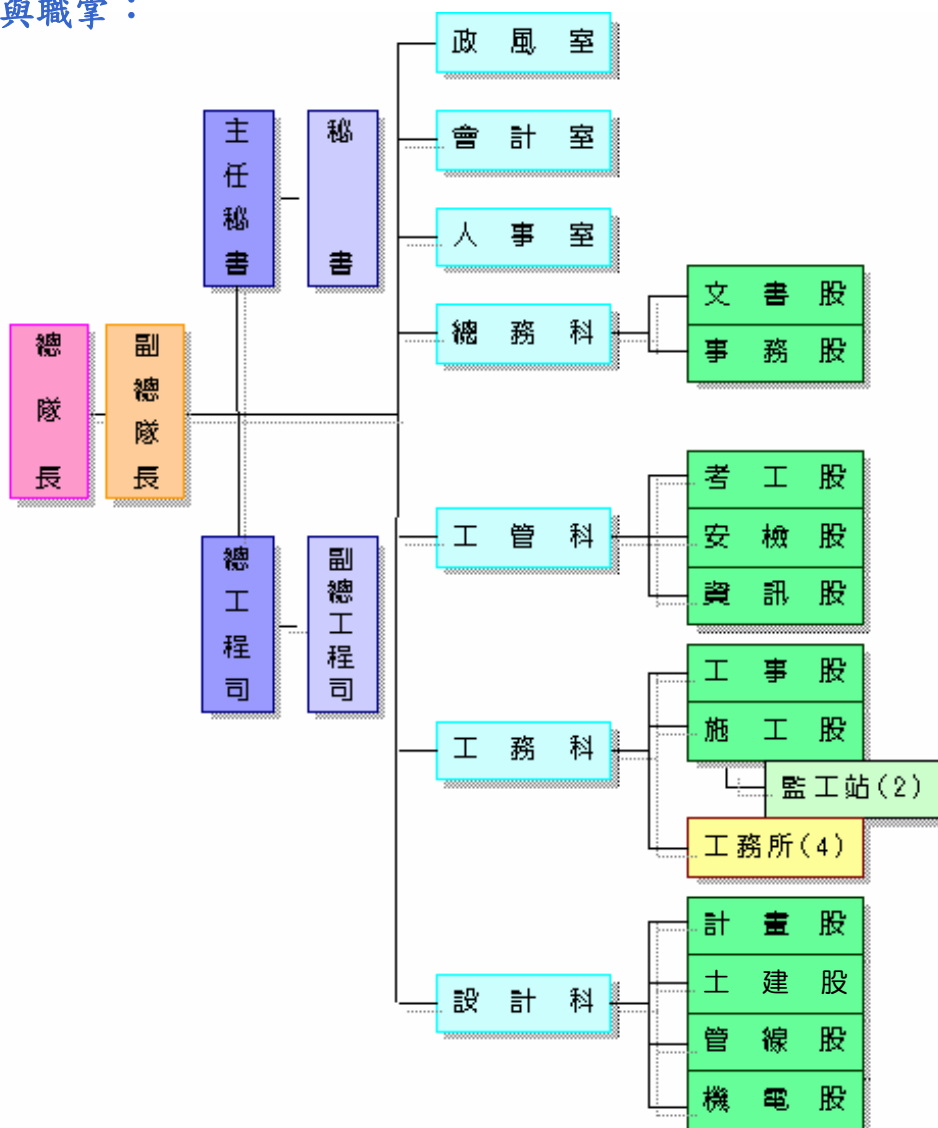 與職掌：
總隊長
副總隊長
主任秘書
秘書
總工程司
副總工程司
政風室
會計室
人事室
總務科
文書股
事務股
工管科
考工股
安檢股
資訊股
工務科
工事股
施工股
監工站(2)
工務所(4)
設計科
計畫股
土建股
管線股
機電股